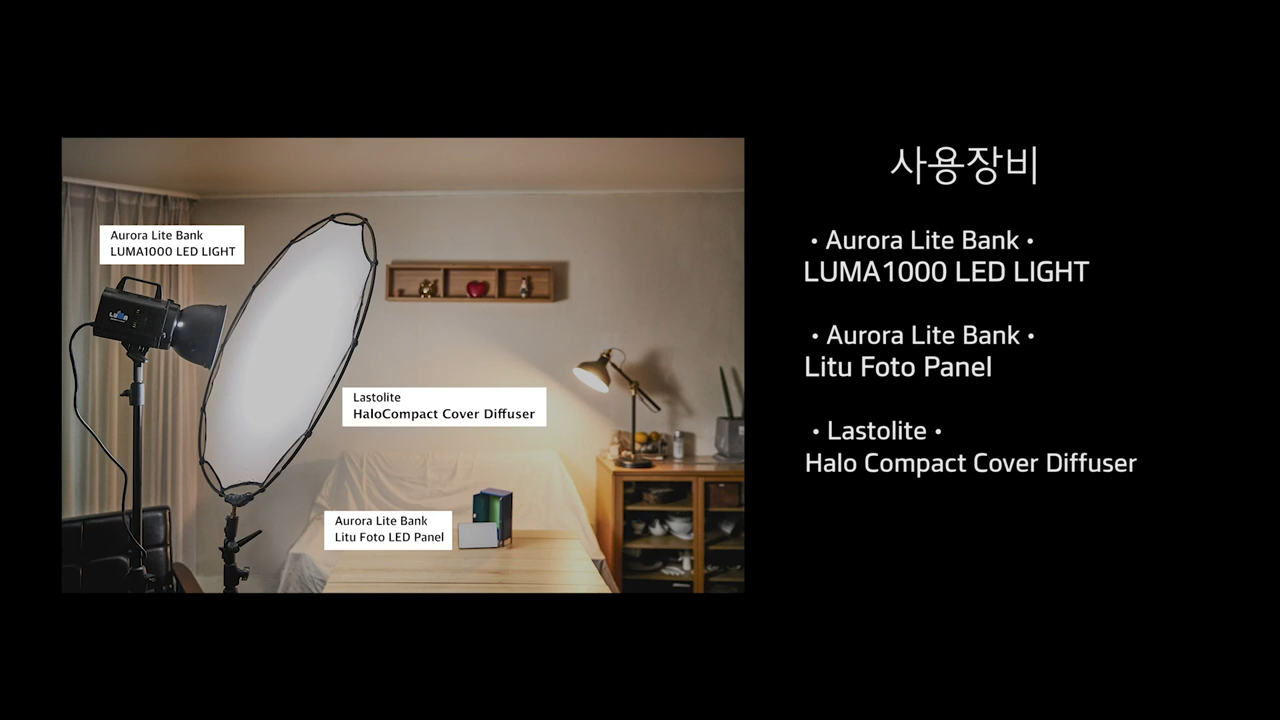 Aurora Lite Bank
LUMA1000 LED LIGHT
Lastolite
HaloCompact Cover Diffuser
Aurora Lite Bank
Litu Foto LED Panel
사용장비
• Aurora Lite Bank •
LUMA1000 LED LIGHT
• Aurora Lite Bank •
Litu Foto Panel
• Lastolite •
Halo Compact Cover Diffuser